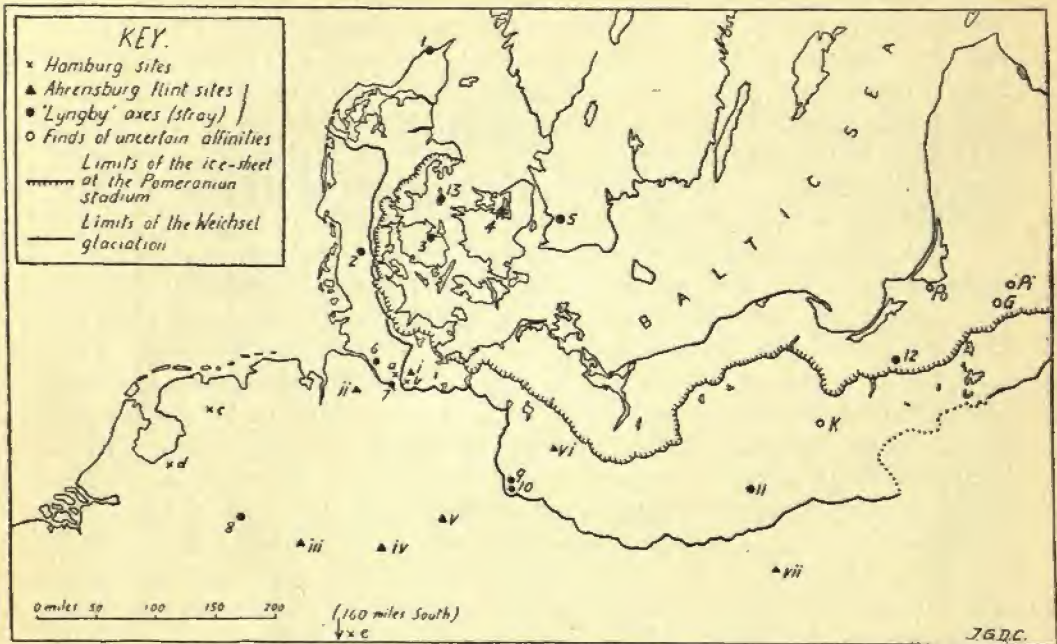 KEY.
× Hamburg sites
▲ Ahrensburg flint sites
● 'Lyngby' axes (stray)
○ Finds of uncertain affinities
Limits of the ice-sheet
at the Pomeranian
stadium
Limits of the Weichsel
glaciation
1
13
4
5
3
2
BALTIC SEA
Po
Pi
G
6
a
i
b
12
ii
7
c
K
vi
d
9
10
11
8
v
iii
iv
vii
0 miles 50 100 150 200
(160 miles South)
↓ × e
J.G.D.C.